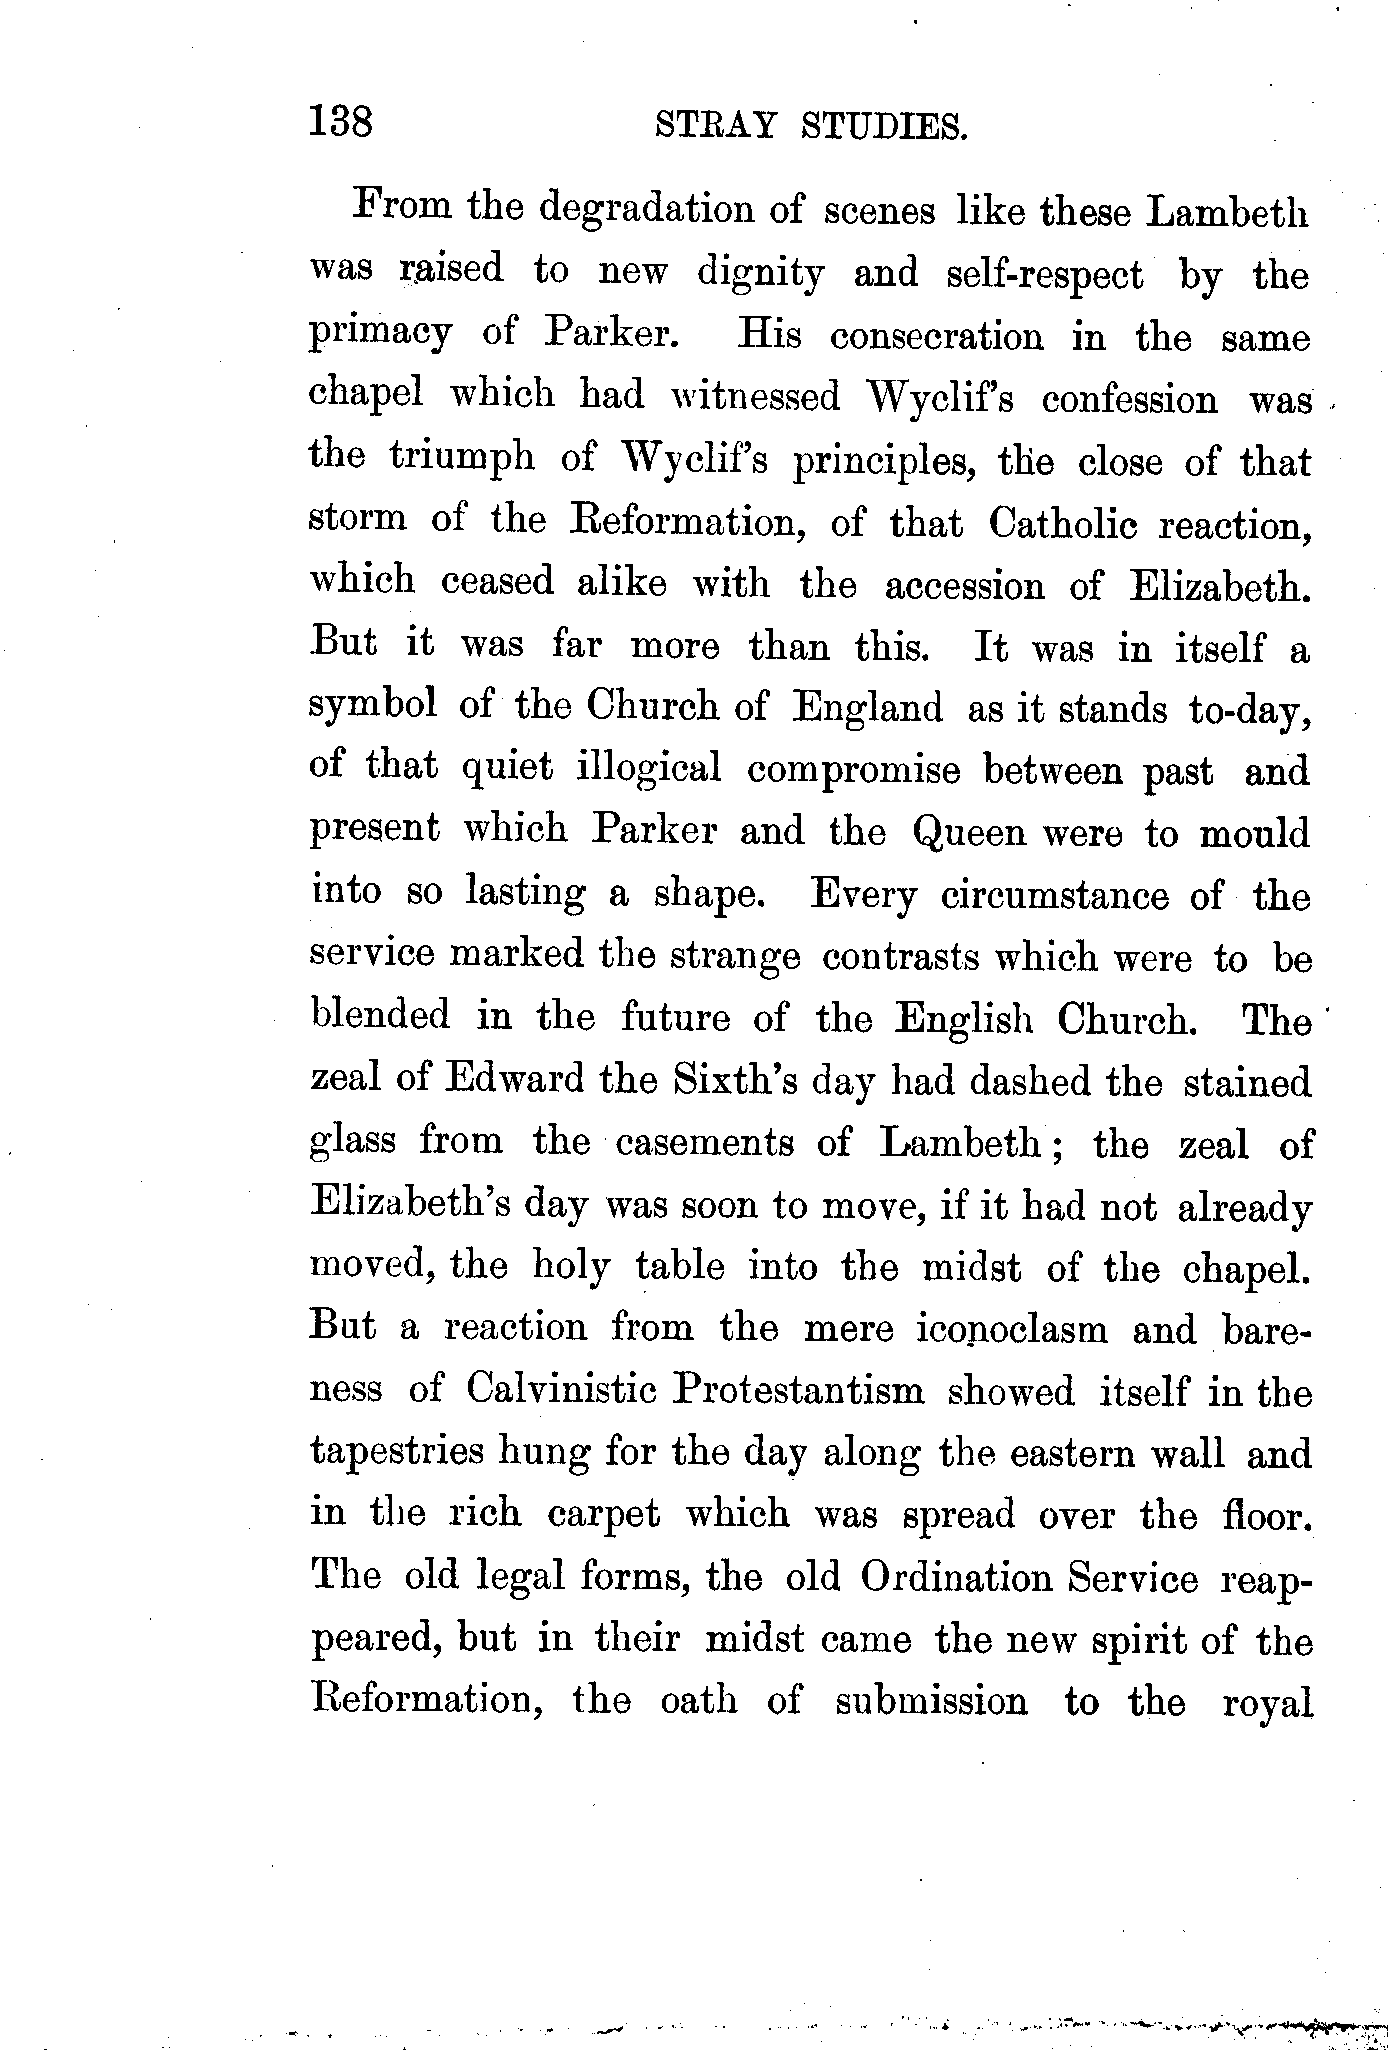 138 STRAY STUDIES.
From the degradation of scenes like these Lambeth
was raised to new dignity and self-respect by the
primacy of Parker. His consecration in the same
chapel which had witnessed Wyclif's confession was
the triumph of Wyclif's principles, the close of that
storm of the Reformation, of that Catholic reaction,
which ceased alike with the accession of Elizabeth.
But it was far more than this. It was in itself a
symbol of the Church of England as it stands to-day,
of that quiet illogical compromise between past and
present which Parker and the Queen were to mould
into so lasting a shape. Every circumstance of the
service marked the strange contrasts which were to be
blended in the future of the English Church. The
zeal of Edward the Sixth's day had dashed the stained
glass from the casements of Lambeth; the zeal of
Elizabeth's day was soon to move, if it had not already
moved, the holy table into the midst of the chapel.
But a reaction from the mere iconoclasm and bare-
ness of Calvinistic Protestantism showed itself in the
tapestries hung for the day along the eastern wall and
in the rich carpet which was spread over the floor.
The old legal forms, the old Ordination Service reap-
peared, but in their midst came the new spirit of the
Reformation, the oath of submission to the royal